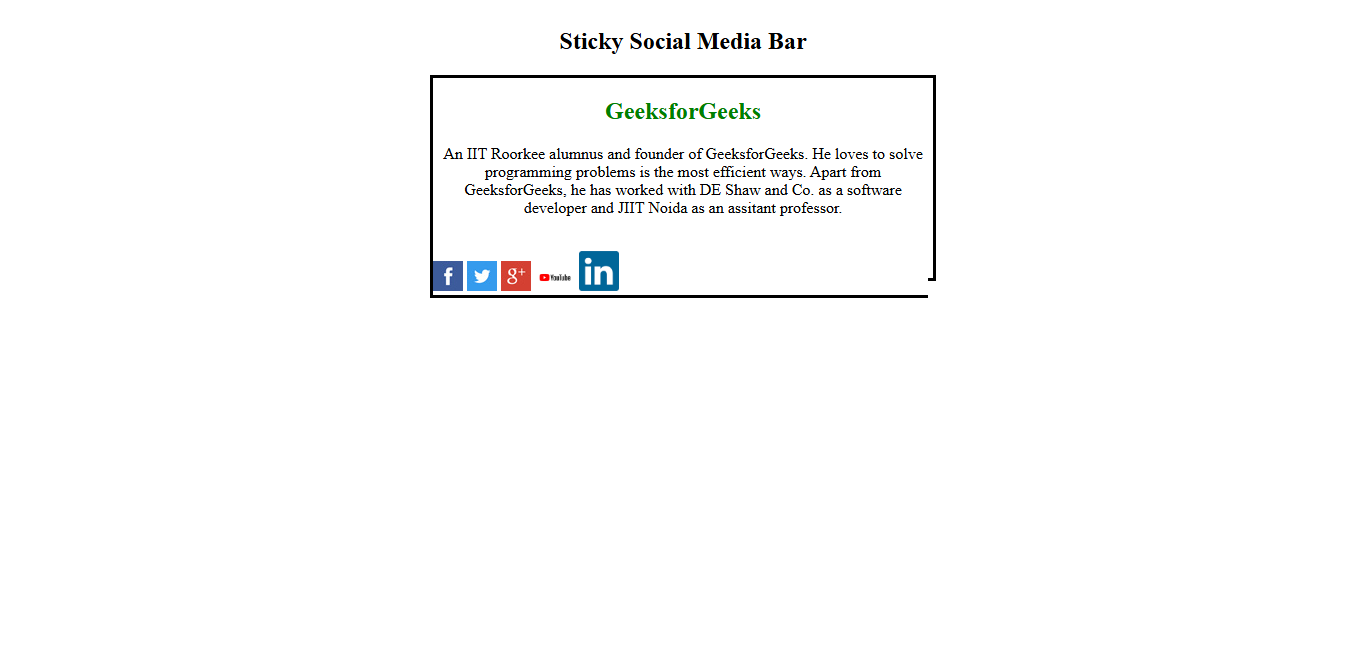 Sticky Social Media Bar
GeeksforGeeks
An IIT Roorkee alumnus and founder of GeeksforGeeks. He loves to solve
programming problems is the most efficient ways. Apart from
GeeksforGeeks, he has worked with DE Shaw and Co. as a software
developer and JIIT Noida as an assitant professor.
f g+ YouTube in